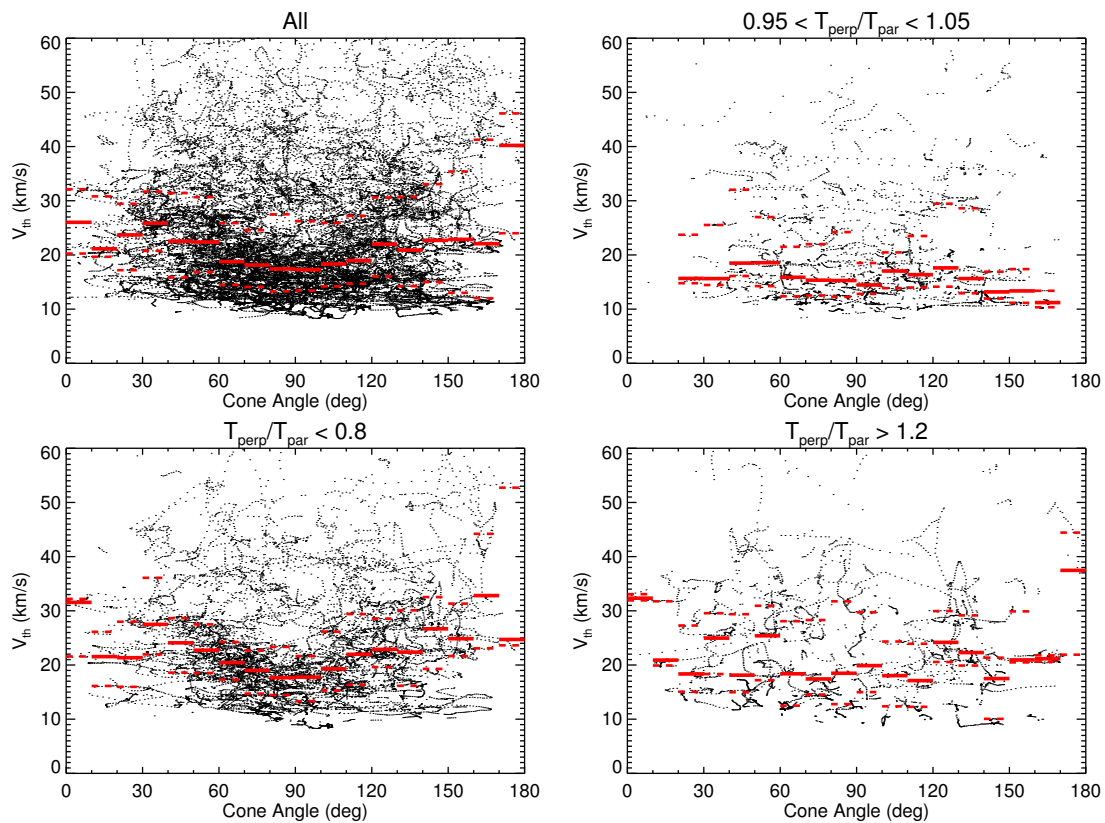 All
60
50
40
30
20
10
0
V_th (km/s)
0 30 60 90 120 150 180
Cone Angle (deg)
0.95 < T_perp/T_par < 1.05
60
50
40
30
20
10
0
V_th (km/s)
0 30 60 90 120 150 180
Cone Angle (deg)
T_perp/T_par < 0.8
60
50
40
30
20
10
0
V_th (km/s)
0 30 60 90 120 150 180
Cone Angle (deg)
T_perp/T_par > 1.2
60
50
40
30
20
10
0
V_th (km/s)
0 30 60 90 120 150 180
Cone Angle (deg)